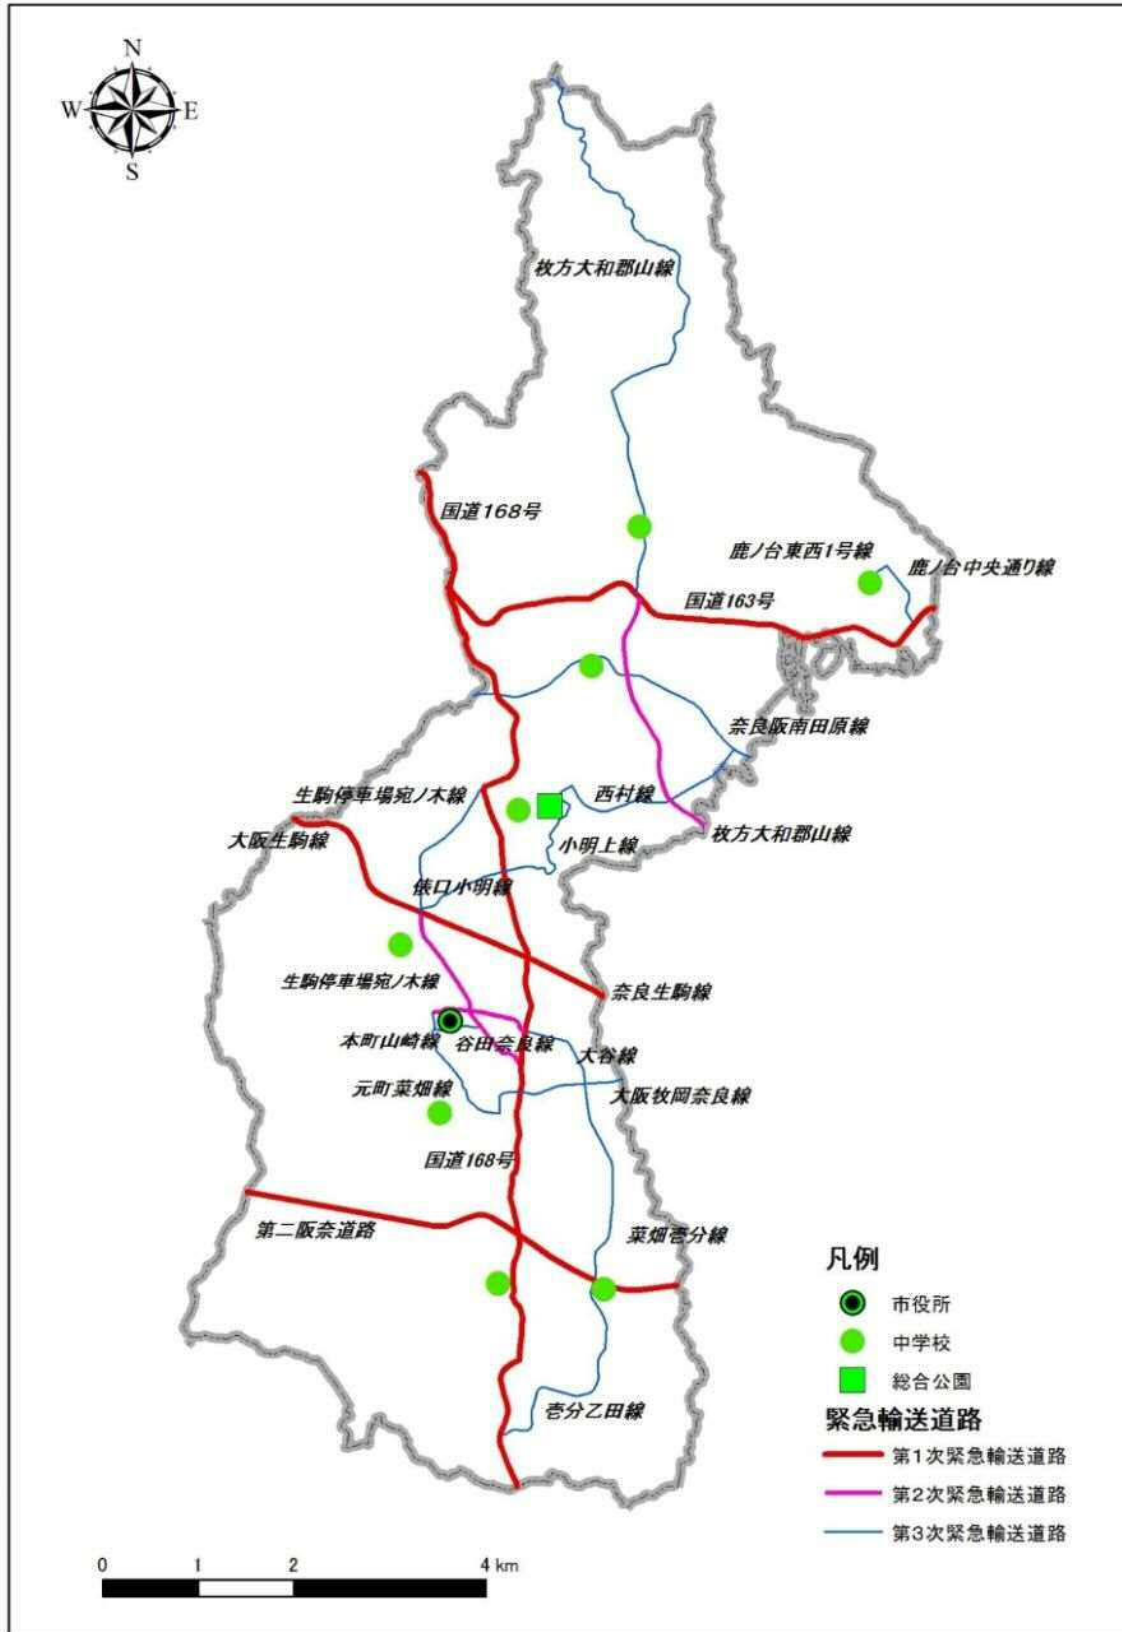 N
W E
S
枚方大和郡山線
国道168号
鹿ノ台東西1号線
鹿ノ台中央通り線
国道163号
奈良阪南田原線
生駒停車場宛ノ木線
西村線
大阪生駒線
枚方大和郡山線
小明上線
俵口小明線
生駒停車場宛ノ木線
奈良生駒線
本町山崎線
谷田奈良線
大谷線
元町菜畑線
大阪牧岡奈良線
国道168号
第二阪奈道路
菜畑壱分線
壱分乙田線
凡例
市役所
中学校
総合公園
緊急輸送道路
第1次緊急輸送道路
第2次緊急輸送道路
第3次緊急輸送道路
0 1 2 4 km